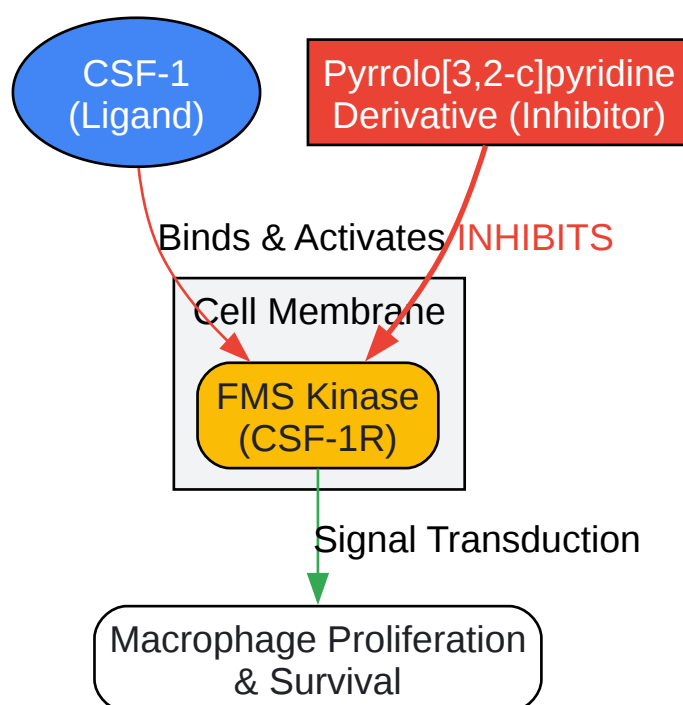 CSF-1
(Ligand)
Pyrrolo[3,2-c]pyridine
Derivative (Inhibitor)
Binds & Activates
INHIBITS
Cell Membrane
FMS Kinase
(CSF-1R)
Signal Transduction
Macrophage Proliferation
& Survival